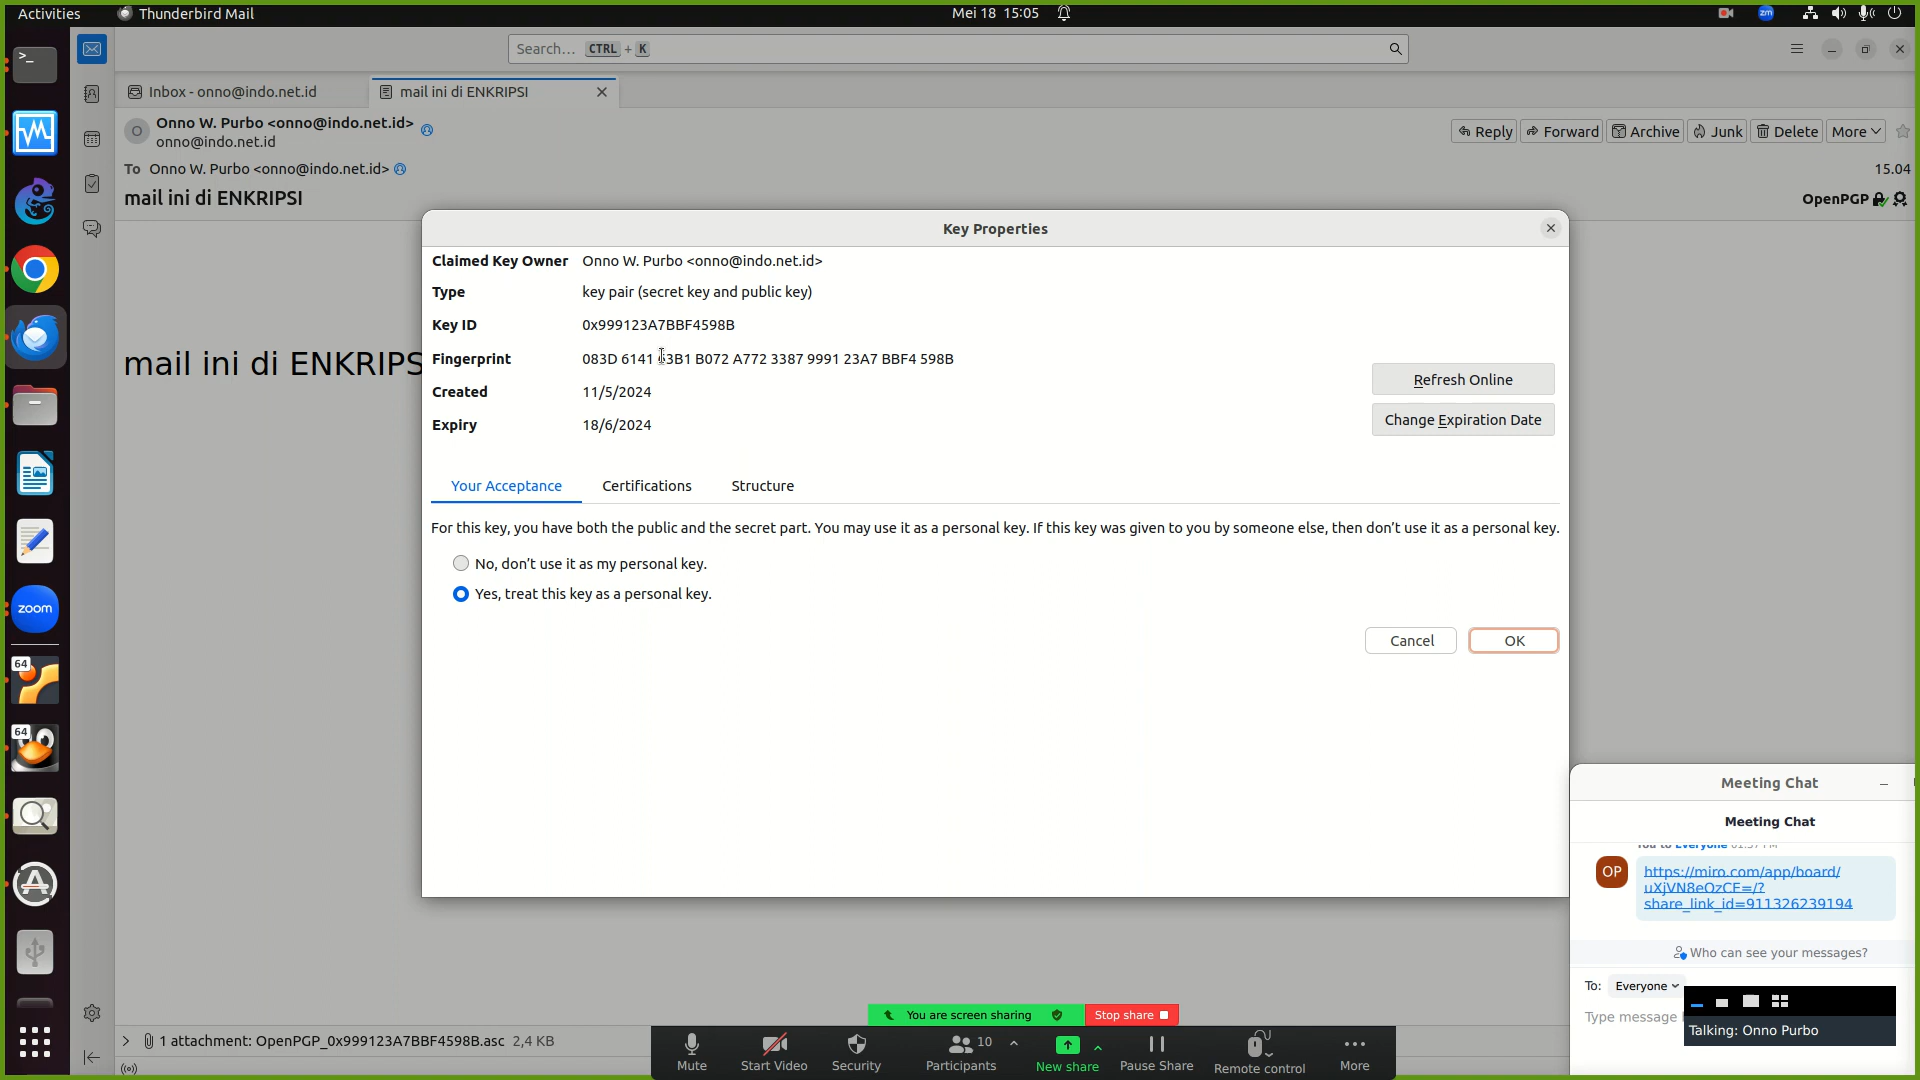 Activities
Thunderbird Mail
Mei 18 15:05
zm
Search... CTRL + K
Inbox - onno@indo.net.id
mail ini di ENKRIPSI
O
Onno W. Purbo <onno@indo.net.id>
onno@indo.net.id
Reply
Forward
Archive
Junk
Delete
More
To Onno W. Purbo <onno@indo.net.id>
15.04
mail ini di ENKRIPSI
OpenPGP
mail ini di ENKRIPS
Key Properties
Claimed Key Owner Onno W. Purbo <onno@indo.net.id>
Type key pair (secret key and public key)
Key ID 0x999123A7BBF4598B
Fingerprint 083D 6141 3B1 B072 A772 3387 9991 23A7 BBF4 598B
Created 11/5/2024
Expiry 18/6/2024
Refresh Online
Change Expiration Date
Your Acceptance
Certifications
Structure
For this key, you have both the public and the secret part. You may use it as a personal key. If this key was given to you by someone else, then don't use it as a personal key.
No, don't use it as my personal key.
Yes, treat this key as a personal key.
Cancel
OK
zoom
64
64
Meeting Chat
Meeting Chat
OP
https://miro.com/app/board/
uXjVN8eOzCE=/?
share_link_id=911326239194
Who can see your messages?
To: Everyone
Type message
Talking: Onno Purbo
You are screen sharing
Stop share
1 attachment: OpenPGP_0x999123A7BBF4598B.asc 2,4 KB
Mute
Start Video
Security
Participants
10
New share
Pause Share
Remote control
More